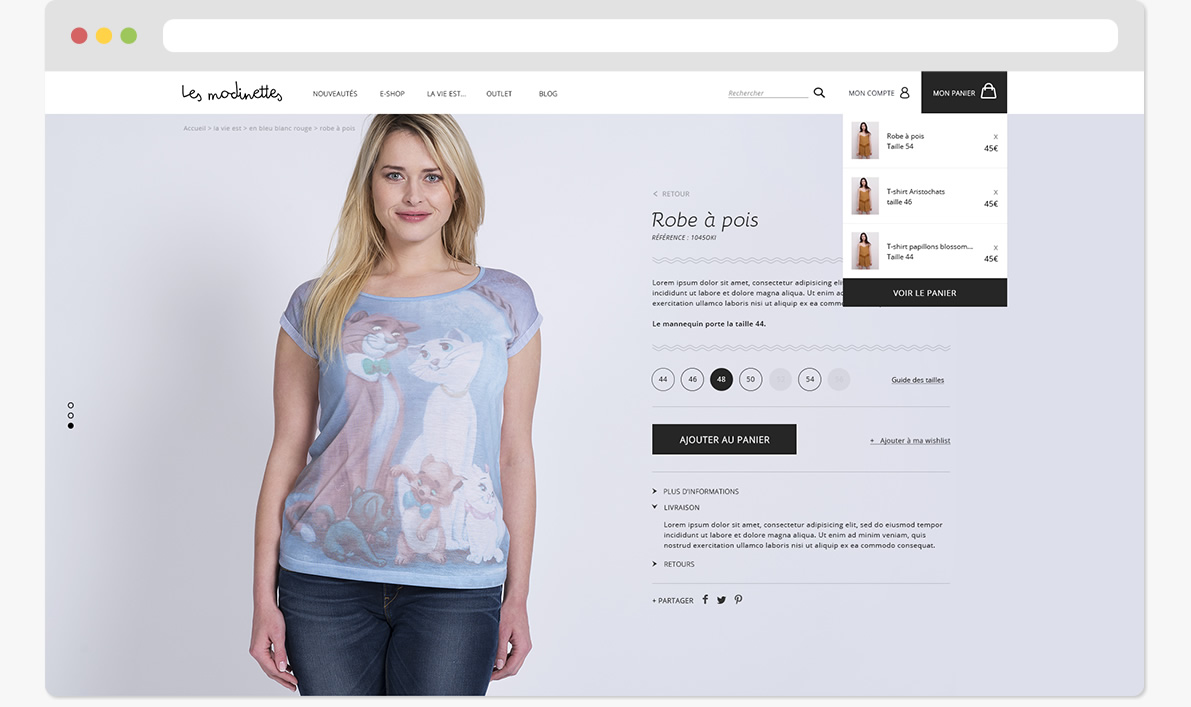 Les modinettes
NOUVEAUTÉS
E-SHOP
LA VIE EST...
OUTLET
BLOG
Rechercher
MON COMPTE
MON PANIER
Accueil > la vie est > en bleu blanc rouge > robe à pois
Robe à pois
Taille 54
x
45€
T-shirt Aristochats
taille 46
x
45€
T-shirt papillons blossom...
Taille 44
x
45€
VOIR LE PANIER
< RETOUR
Robe à pois
RÉFÉRENCE : 1045OKI
Lorem ipsum dolor sit amet, consectetur adipisicing
incididunt ut labore et dolore magna aliqua. Ut enim
exercitation ullamco laboris nisi ut aliquip ex ea
Le mannequin porte la taille 44.
44
46
48
50
54
Guide des tailles
AJOUTER AU PANIER
+ Ajouter à ma wishlist
PLUS D'INFORMATIONS
LIVRAISON
Lorem ipsum dolor sit amet, consectetur adipisicing elit, sed do eiusmod tempor
incididunt ut labore et dolore magna aliqua. Ut enim ad minim veniam, quis
nostrud exercitation ullamco laboris nisi ut aliquip ex ea commodo consequat.
RETOURS
+ PARTAGER